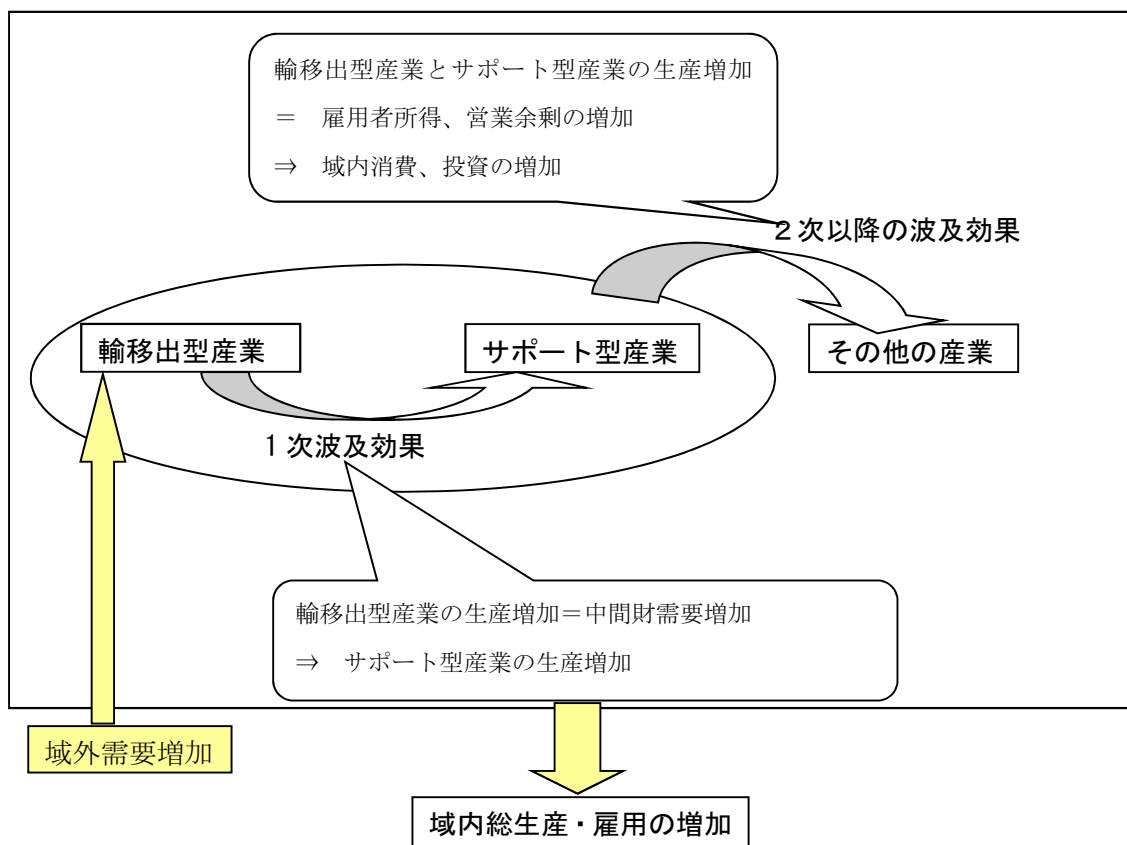 輸移出型産業とサポート型産業の生産増加
＝　雇用者所得、営業余剰の増加
⇒　域内消費、投資の増加
２次以降の波及効果
輸移出型産業
サポート型産業
その他の産業
１次波及効果
輸移出型産業の生産増加＝中間財需要増加
⇒　サポート型産業の生産増加
域外需要増加
域内総生産・雇用の増加